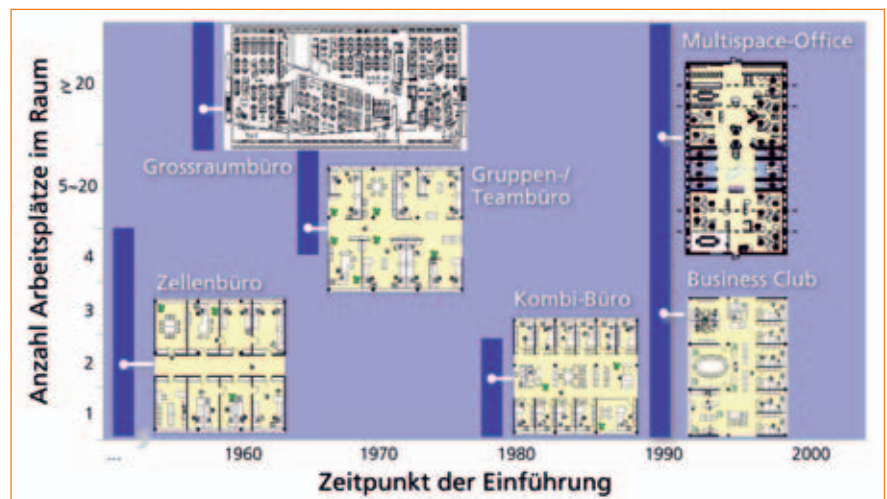 Multispace-Office
≥ 20
Grossraumbüro
Gruppen-/
Teambüro
5–20
4
Zellenbüro
Kombi-Büro
Business Club
3
2
1
Anzahl Arbeitsplätze im Raum
... 1960 1970 1980 1990 2000
Zeitpunkt der Einführung